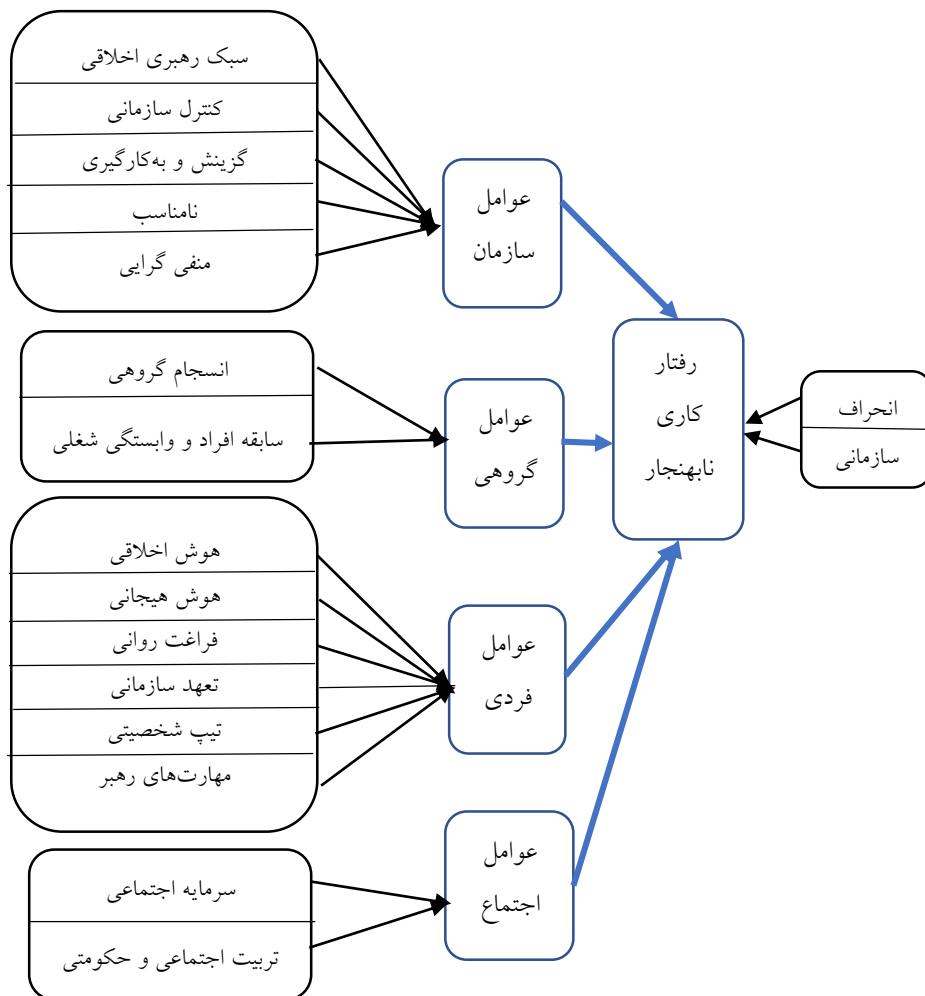 سبک رهبری اخلاقی
کنترل سازمانی
گزینش و به‌کارگیری
نامناسب
منفی گرایی
عوامل
سازمان
انسجام گروهی
سابقه افراد و وابستگی شغلی
عوامل
گروهی
رفتار
کاری
نابهنجار
انحراف
سازمانی
هوش اخلاقی
هوش هیجانی
فراغت روانی
تعهد سازمانی
تیپ شخصیتی
مهارت‌های رهبر
عوامل
فردی
سرمایه اجتماعی
تربیت اجتماعی و حکومتی
عوامل
اجتماع